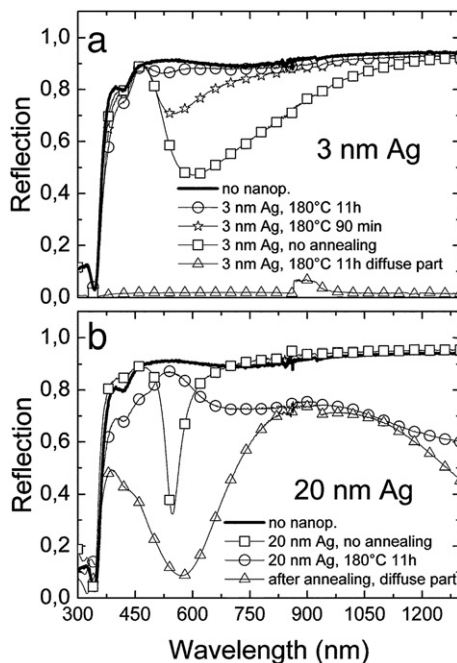 a
1,0
0,8
0,6
0,4
0,2
0,0
Reflection
3 nm Ag
no nanop.
3 nm Ag, 180°C 11h
3 nm Ag, 180°C 90 min
3 nm Ag, no annealing
3 nm Ag, 180°C 11h diffuse part
b
1,0
0,8
0,6
0,4
0,2
0,0
Reflection
20 nm Ag
no nanop.
20 nm Ag, no annealing
20 nm Ag, 180°C 11h
after annealing, diffuse part
300 450 600 750 900 1050 1200
Wavelength (nm)